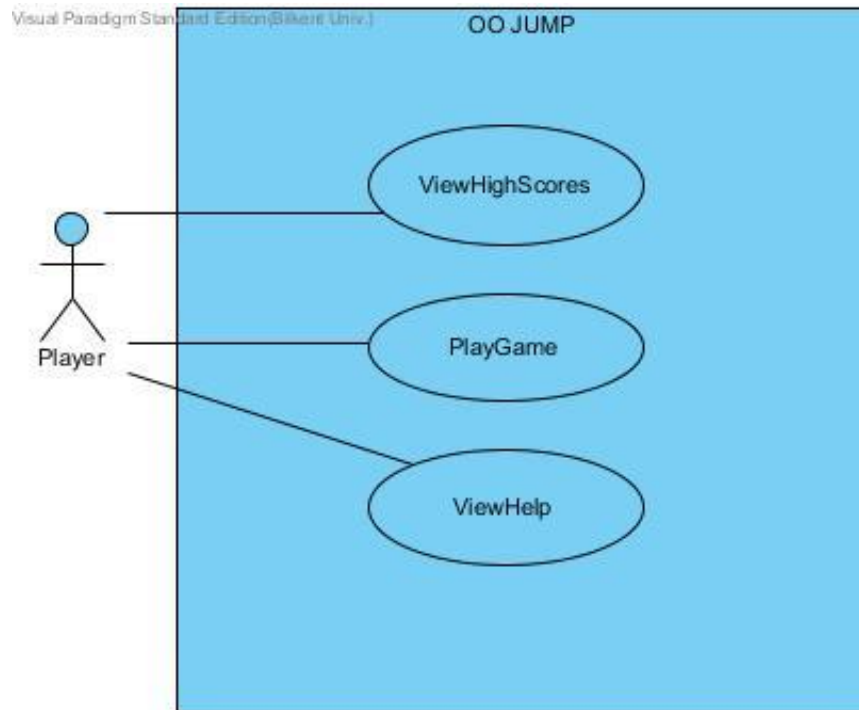 Visual Paradigm Standard Edition(Bilkent Univ.)
OO JUMP
ViewHighScores
PlayGame
Player
ViewHelp